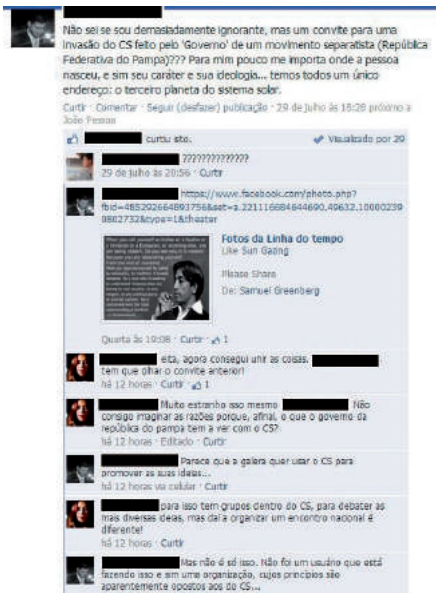 Não sei se sou demasiadamente ignorante, mas um convite para uma
invasão do CS feito pelo 'Governo' de um movimento separatista (República
Federativa do Pampa)??? Para mim pouco me importa onde a pessoa
nasceu, e sim seu caráter e sua ideologia... temos todos um único
endereço: o terceiro planeta do sistema solar.
Curtir · Comentar · Seguir (desfazer) publicação · 29 de julho às 16:28 próximo a
João Pessoa
curtiu isto.
Visualizado por 29
??????????????
29 de julho às 20:56 · Curtir
https://www.facebook.com/photo.php?
Fotos da Linha do tempo
Like Sun Gazing
Please Share
De: Samuel Greenberg
Quarta às 19:08 · Curtir · 1
eita, agora consegui unir as coisas.
tem que olhar o convite anterior!
há 12 horas · Curtir · 1
Muito estranho isso mesmo Não
consigo imaginar as razões porque, afinal, o que o governo da
república do pampa tem a ver com o CS?
há 12 horas · Editado · Curtir
Parece que a galera quer usar o CS para
promover as suas ideias...
há 12 horas via celular · Curtir
para isso tem grupos dentro do CS, para debater as
mais diversas ideias, mas daí a organizar um encontro nacional é
diferente!
há 12 horas · Curtir
Mas não é só isso. Não foi um usuário que está
fazendo isso e sim uma organização, cujos princípios são
aparentemente opostos aos do CS...